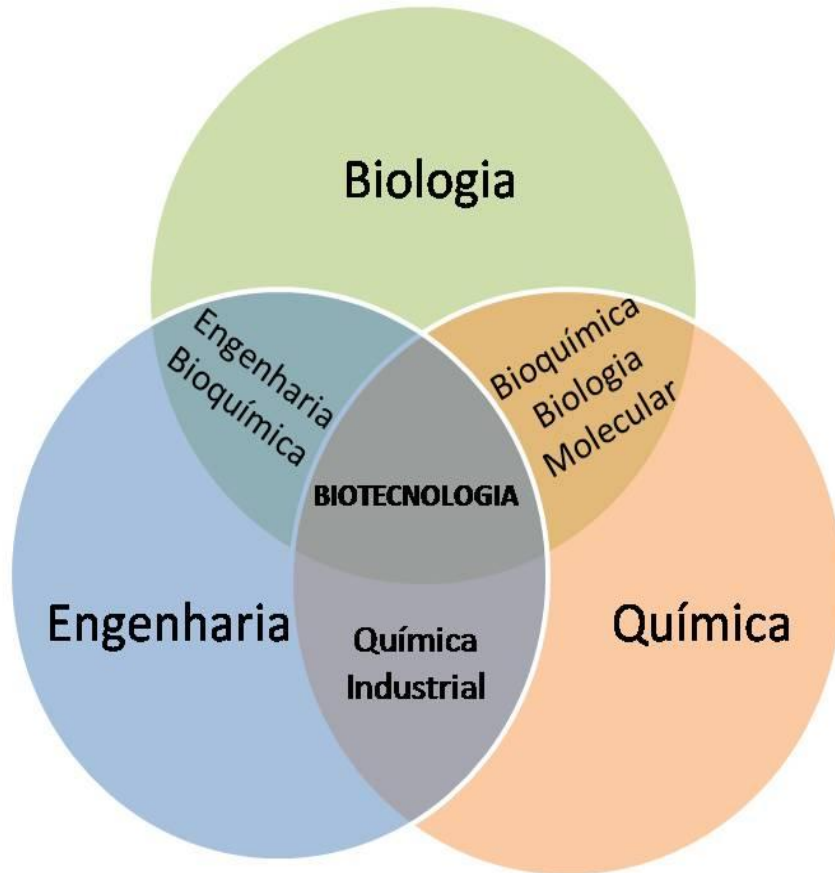 Biologia
Engenharia
Bioquímica
Bioquímica
Biologia
Molecular
BIOTECNOLOGIA
Engenharia
Química
Industrial
Química